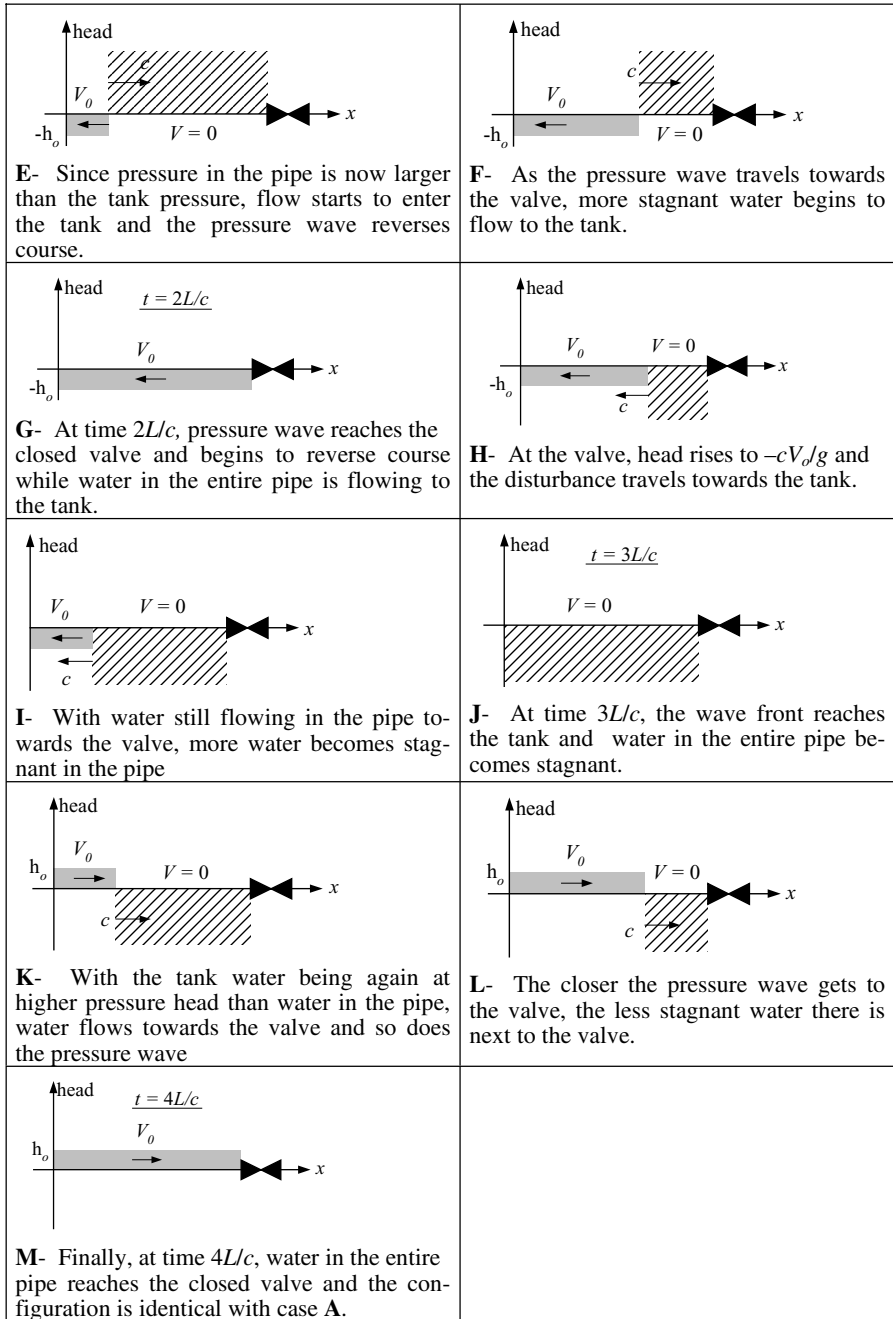 head
c
V₀
x
-hₒ
V = 0
E- Since pressure in the pipe is now larger
than the tank pressure, flow starts to enter
the tank and the pressure wave reverses
course.
head
c
V₀
x
-hₒ
V = 0
F- As the pressure wave travels towards
the valve, more stagnant water begins to
flow to the tank.
head
t = 2L/c
V₀
x
-hₒ
G- At time 2L/c, pressure wave reaches the
closed valve and begins to reverse course
while water in the entire pipe is flowing to
the tank.
head
V₀ V = 0
x
-hₒ
c
H- At the valve, head rises to –cVₒ/g and
the disturbance travels towards the tank.
head
V₀ V = 0
x
c
I- With water still flowing in the pipe to-
wards the valve, more water becomes stag-
nant in the pipe
head
t = 3L/c
V = 0
x
J- At time 3L/c, the wave front reaches
the tank and water in the entire pipe be-
comes stagnant.
head
V₀
hₒ
V = 0
x
c
K- With the tank water being again at
higher pressure head than water in the pipe,
water flows towards the valve and so does
the pressure wave
head
V₀ V = 0
hₒ
x
c
L- The closer the pressure wave gets to
the valve, the less stagnant water there is
next to the valve.
head
t = 4L/c
V₀
hₒ
x
M- Finally, at time 4L/c, water in the entire
pipe reaches the closed valve and the con-
figuration is identical with case A.